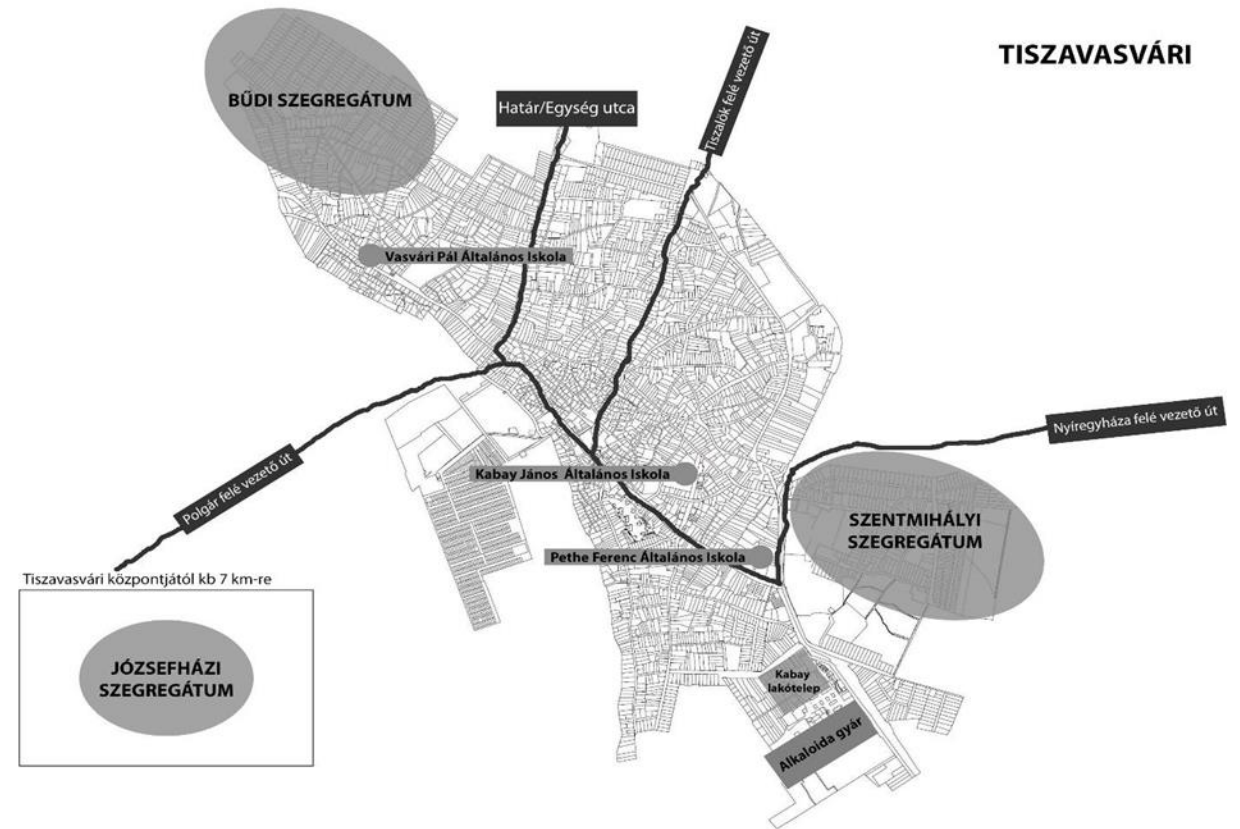 TISZAVASVÁRI
BŰDI SZEGREGÁTUM
Határ/Egység utca
Tiszalök felé vezető út
Vasvári Pál Általános Iskola
Nyíregyháza felé vezető út
Polgár felé vezető út
Kabay János Általános Iskola
SZENTMIHÁLYI
SZEGREGÁTUM
Pethe Ferenc Általános Iskola
Tiszavasvári központjától kb 7 km-re
JÓZSEFHÁZI
SZEGREGÁTUM
Kabay
lakótelep
Alkaloida gyár